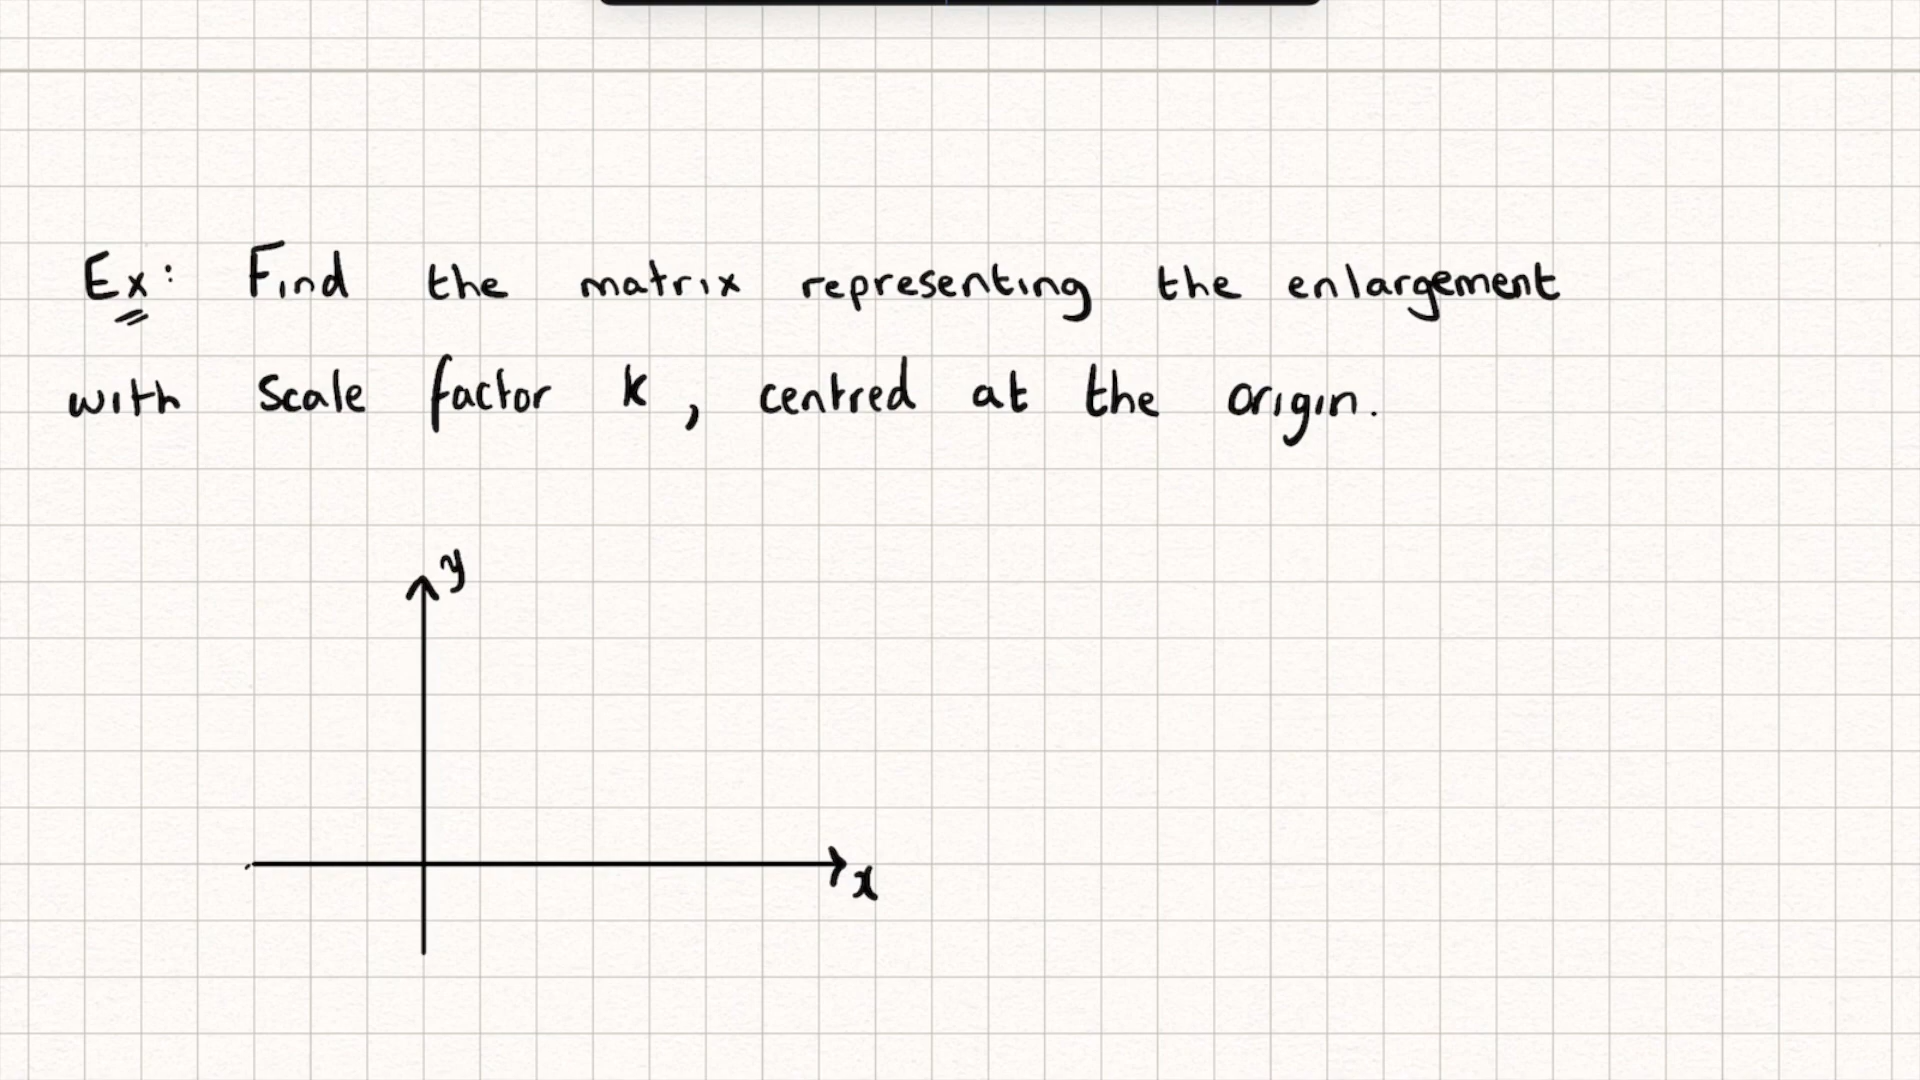 Ex: Find the matrix representing the enlargement
with scale factor k, centred at the origin.
y
x